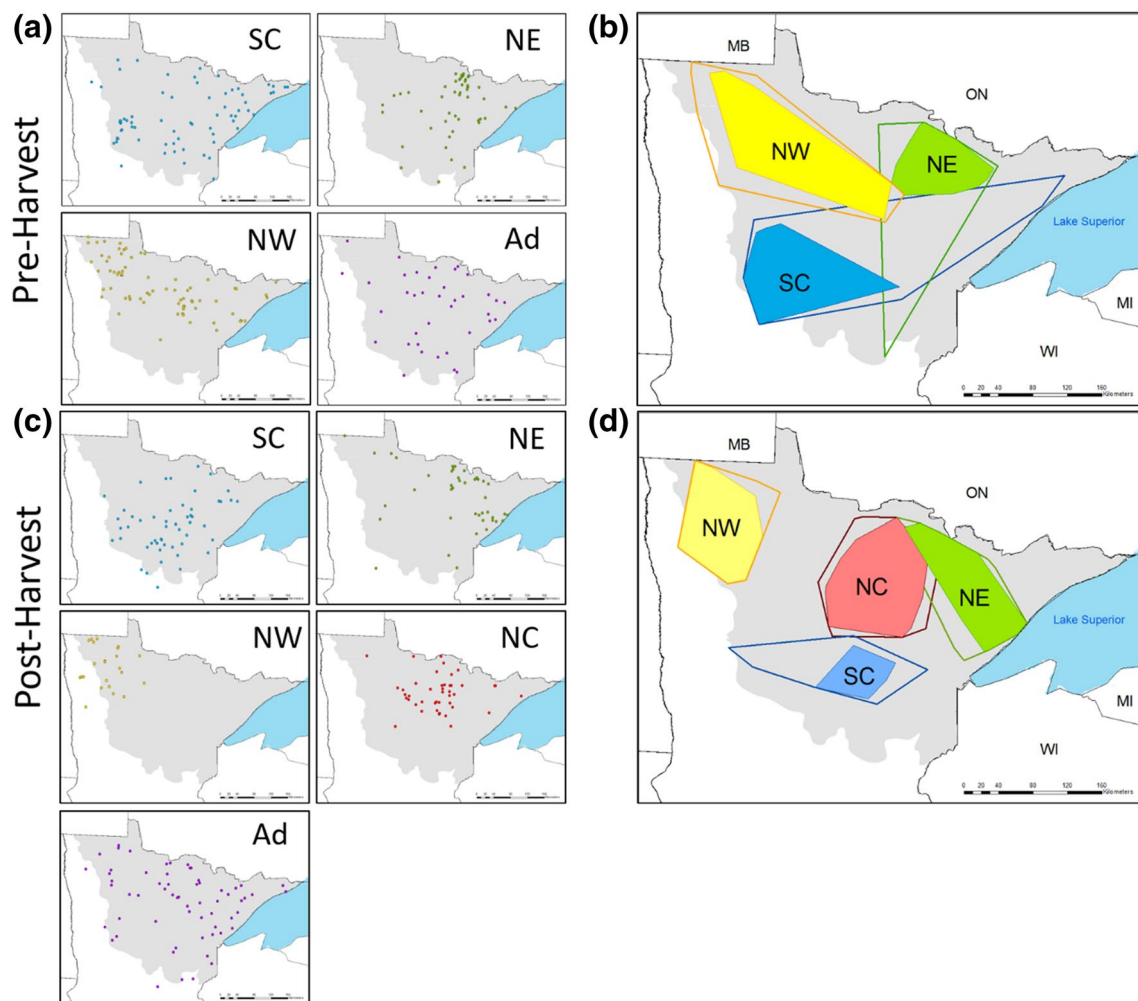 (a)
SC
NE
Pre-Harvest
NW
Ad
(b)
MB
ON
NW
NE
SC
Lake Superior
MI
WI
0 20 40 80 120 160
Kilometers
(c)
SC
NE
Post-Harvest
NW
NC
Ad
(d)
MB
ON
NW
NC
NE
SC
Lake Superior
MI
WI
0 20 40 80 120 160
Kilometers